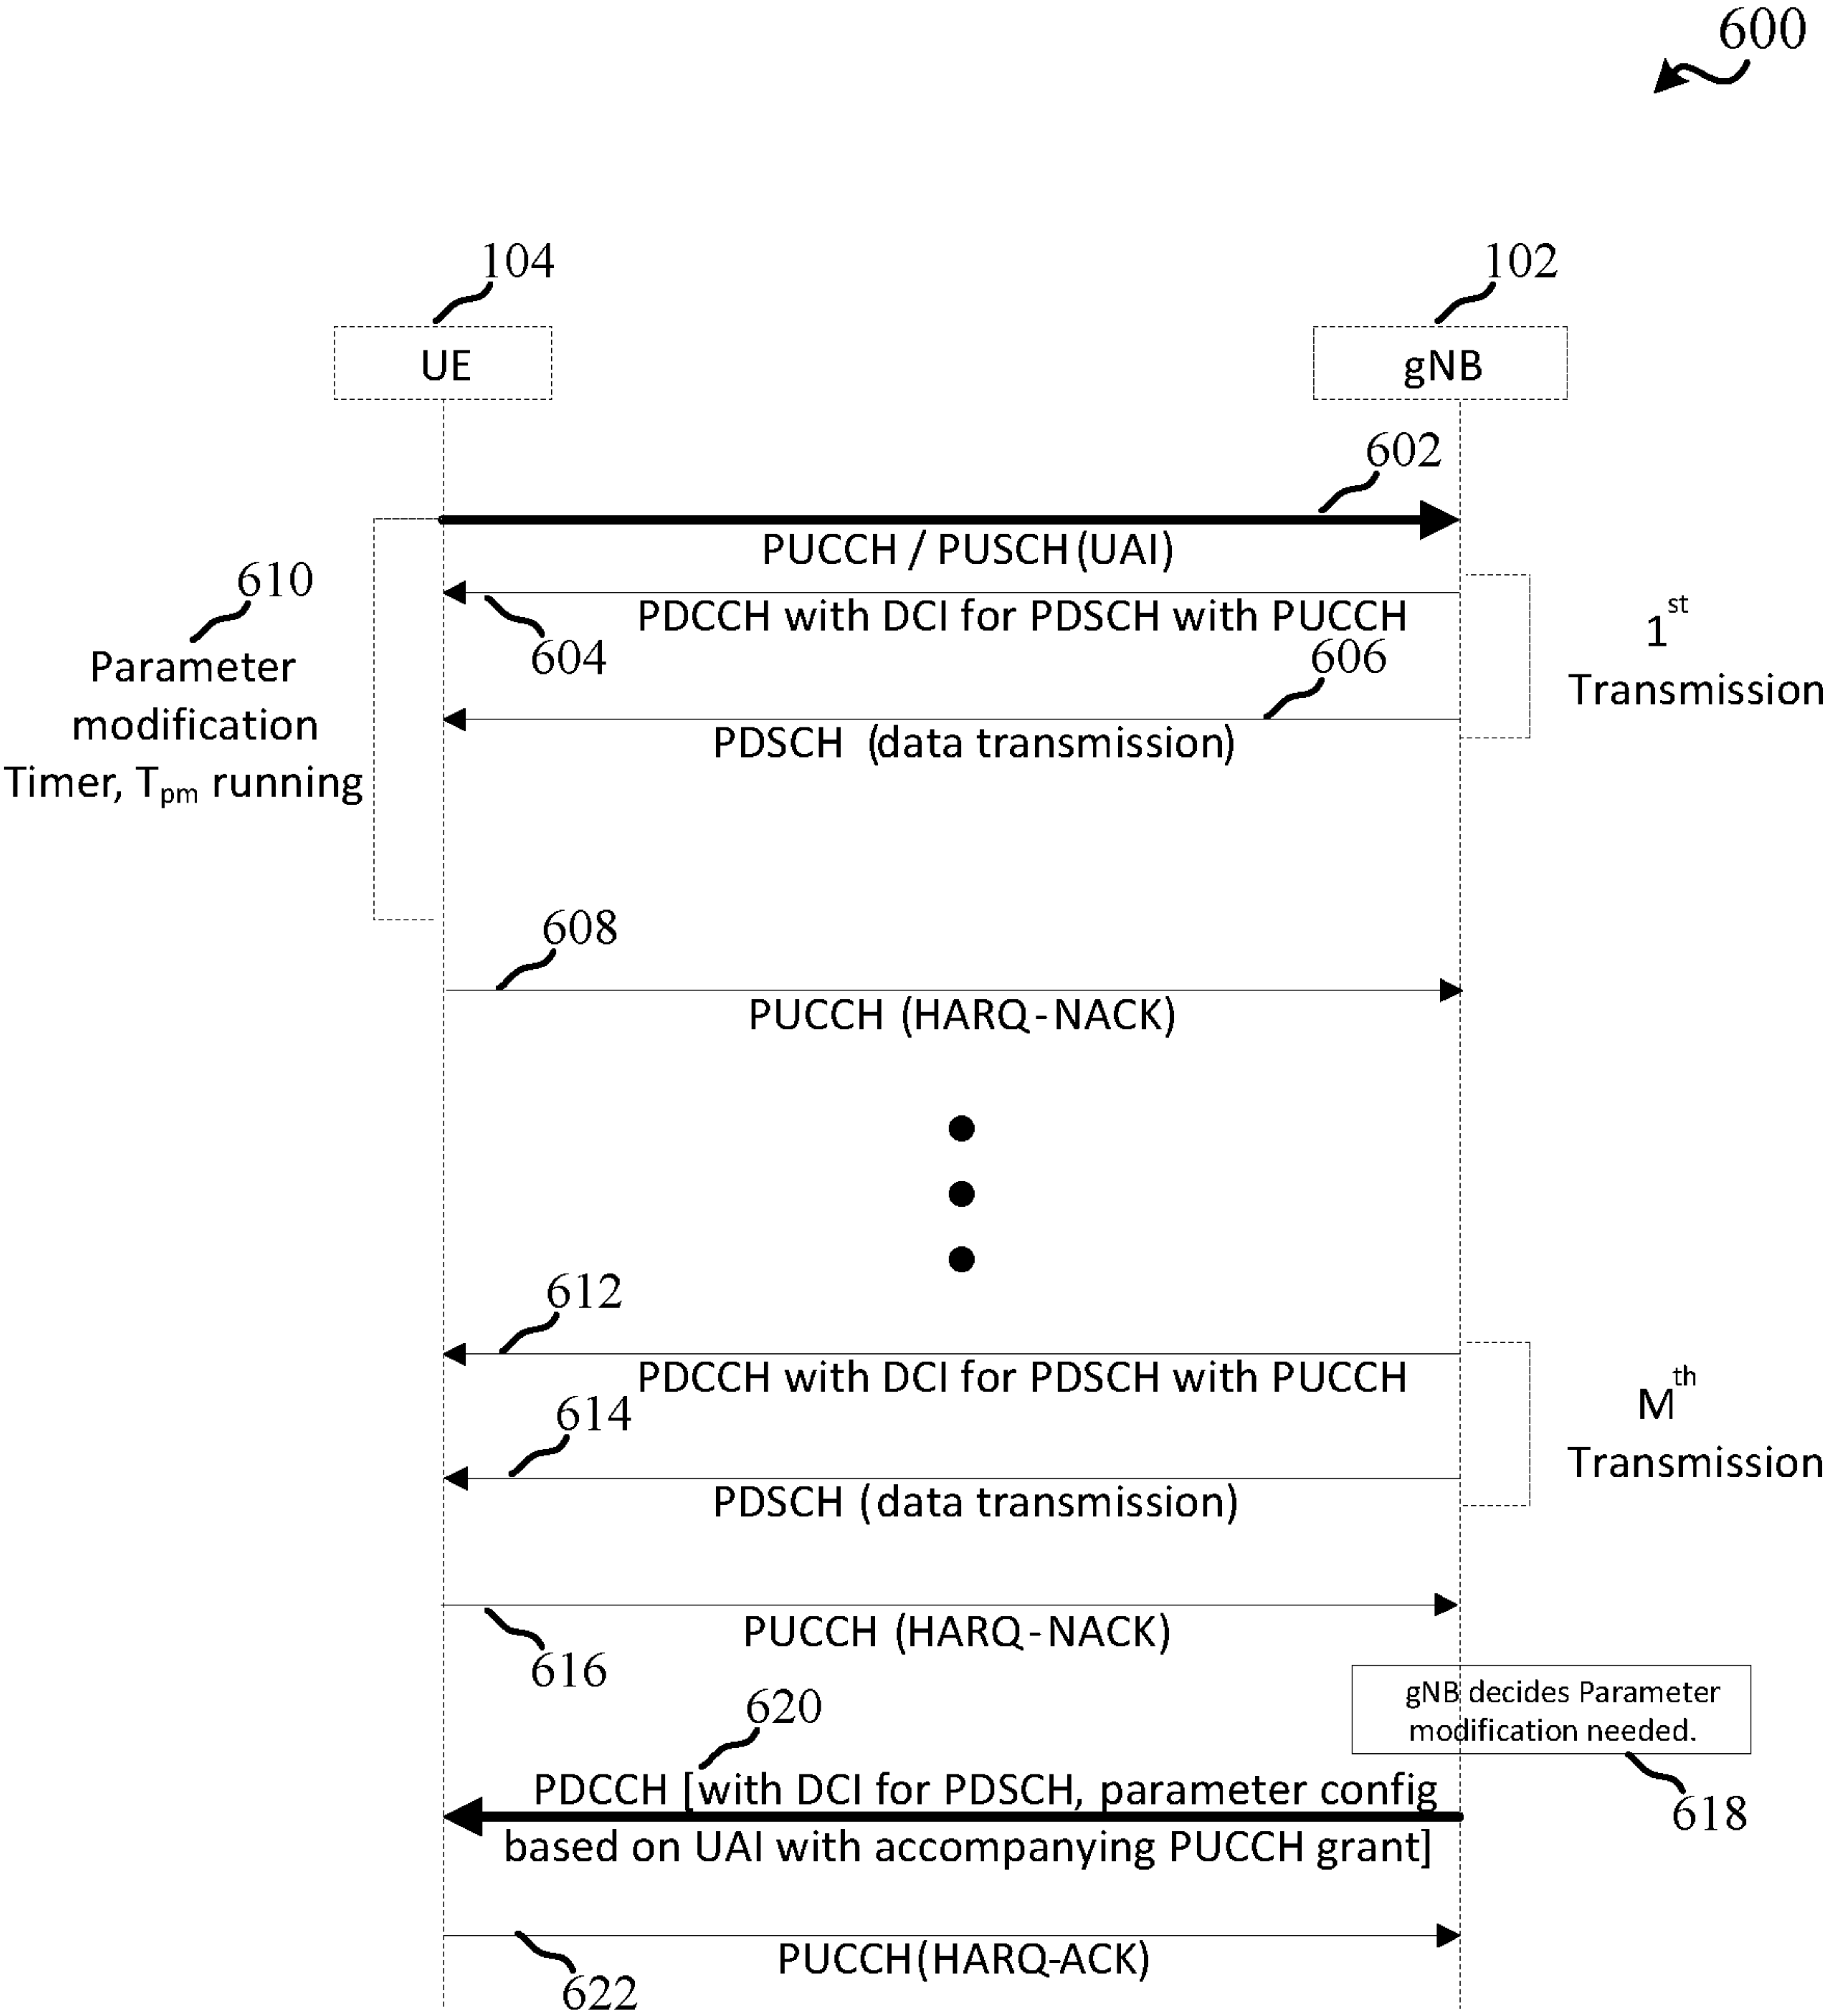 600
104
102
UE
gNB
602
PUCCH / PUSCH (UAI)
610
Parameter
modification
Timer, Tpm running
PDCCH with DCI for PDSCH with PUCCH
604
606
1st
Transmission
PDSCH (data transmission)
608
PUCCH (HARQ-NACK)
612
PDCCH with DCI for PDSCH with PUCCH
614
Mth
Transmission
PDSCH (data transmission)
PUCCH (HARQ-NACK)
616
gNB decides Parameter
modification needed.
618
620
PDCCH [with DCI for PDSCH, parameter config
based on UAI with accompanying PUCCH grant]
PUCCH (HARQ-ACK)
622